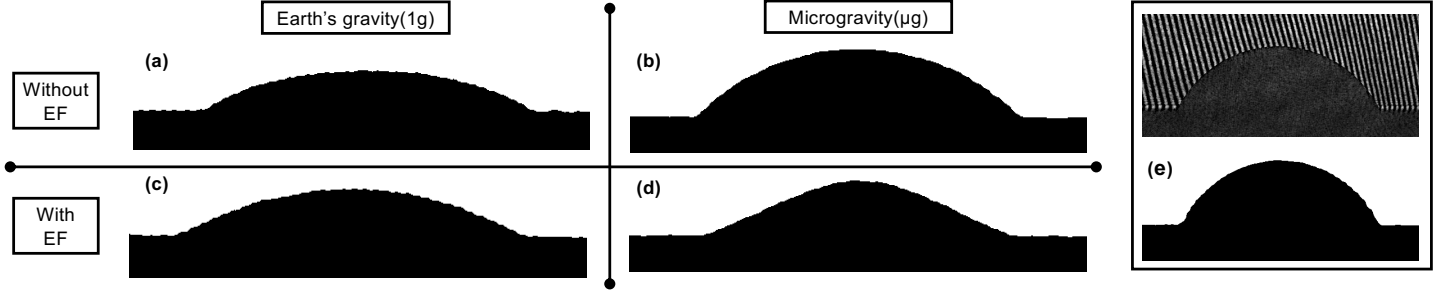 Earth's gravity(1g)
Microgravity(µg)
Without
EF
(a)
(b)
With
EF
(c)
(d)
(e)